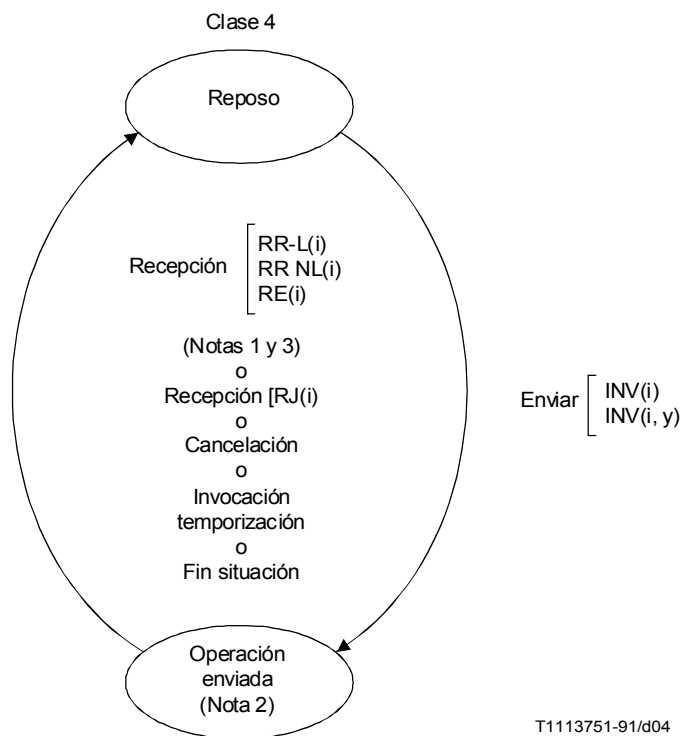 Clase 4
Reposo
Recepción
RR-L(i)
RR NL(i)
RE(i)
(Notas 1 y 3)
o
Recepción [RJ(i)
o
Cancelación
o
Invocación
temporización
o
Fin situación
Enviar
INV(i)
INV(i, y)
Operación
enviada
(Nota 2)
T1113751-91/d04